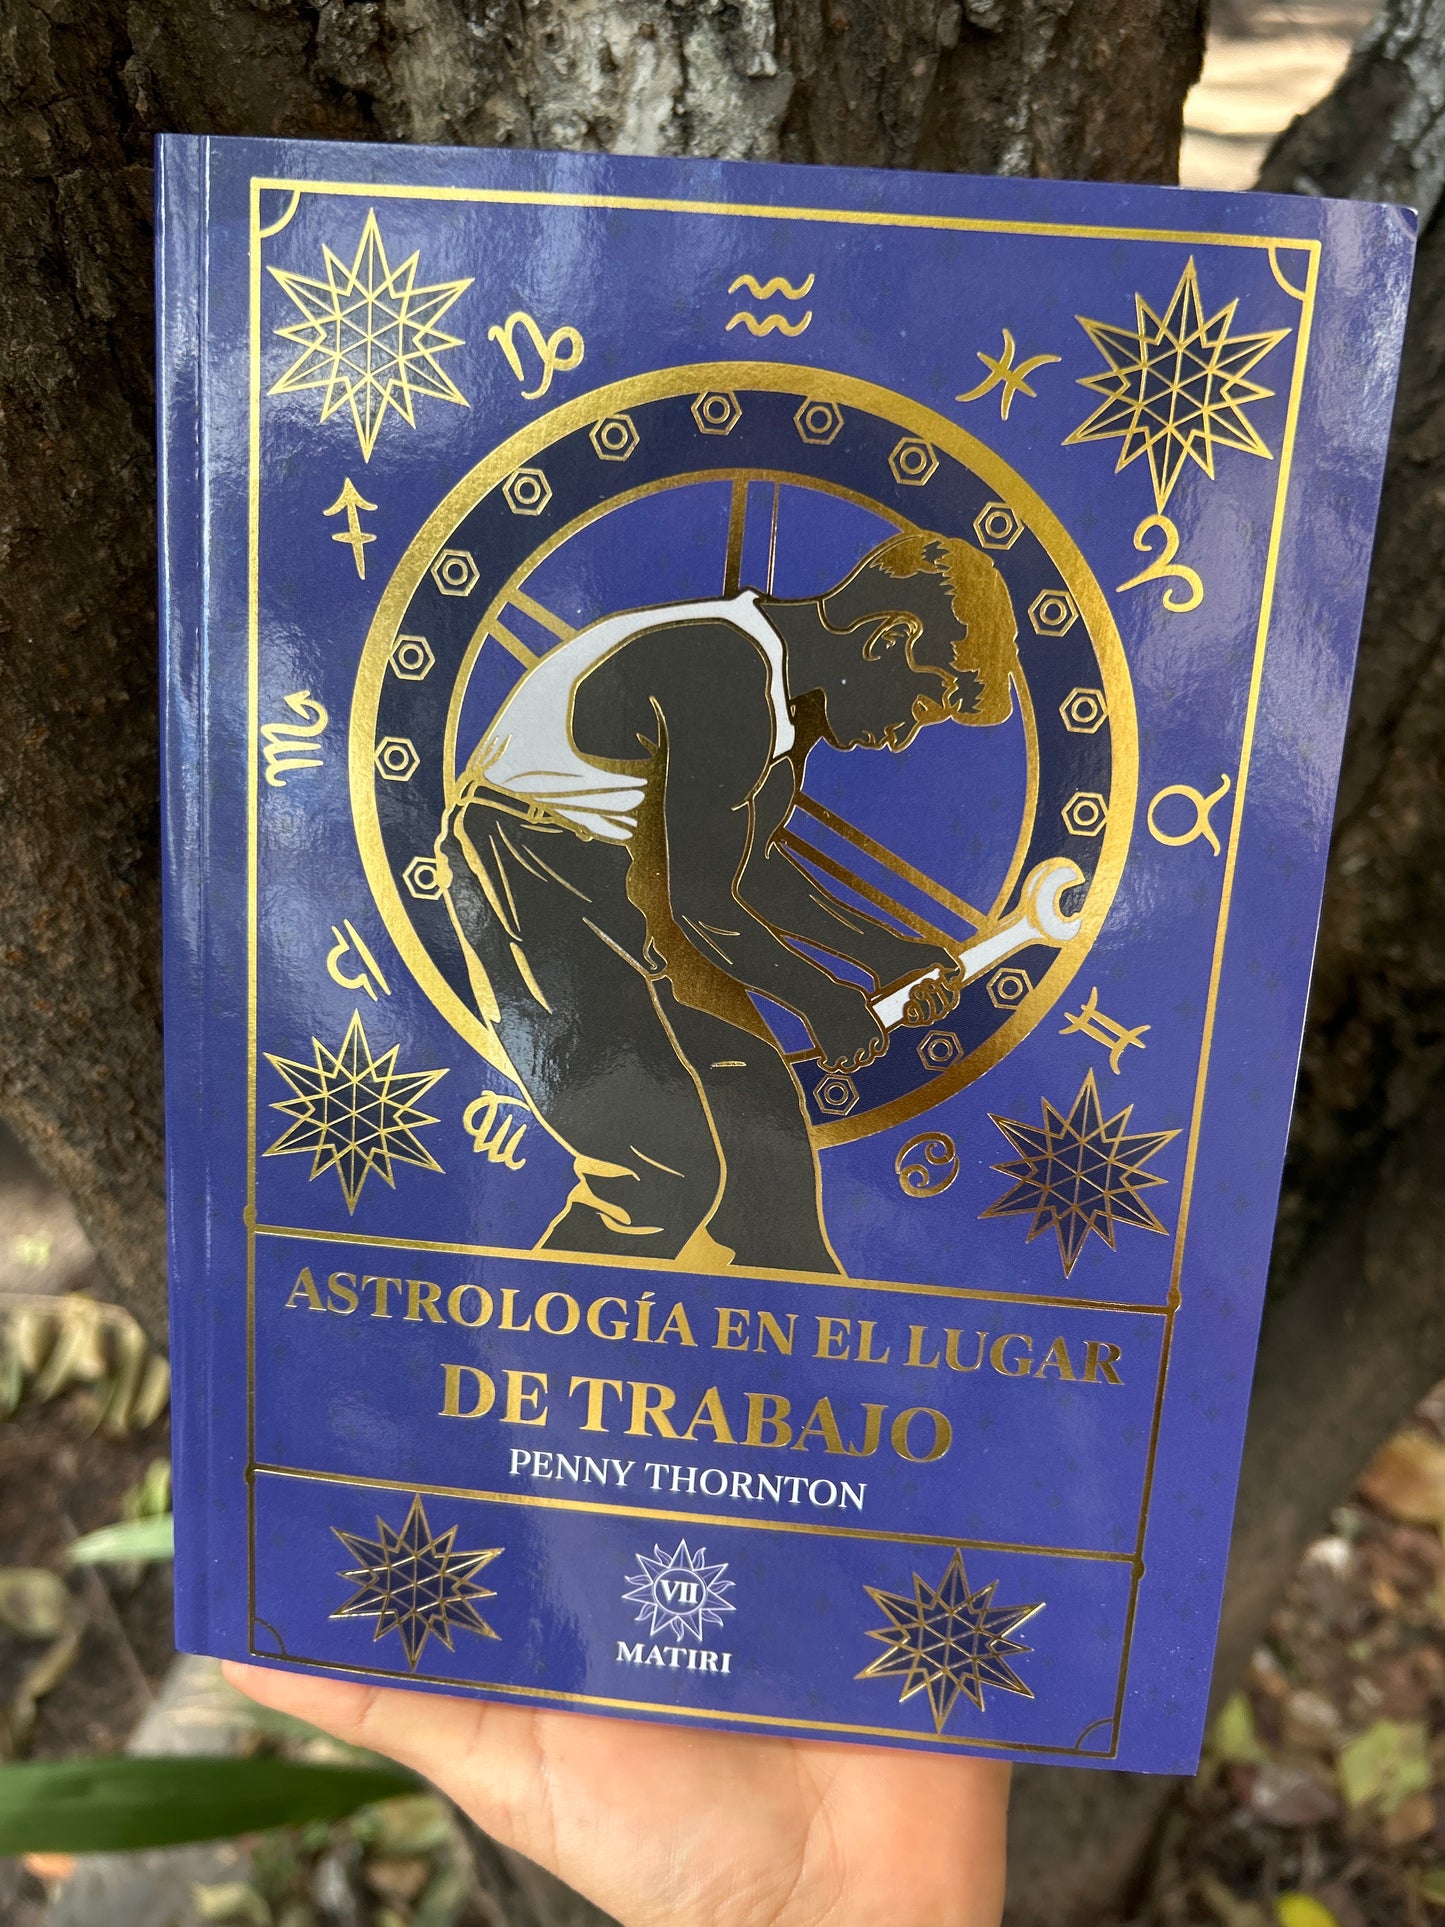 ASTROLOGÍA EN EL LUGAR
DE TRABAJO
PENNY THORNTON
VII
MATIRI